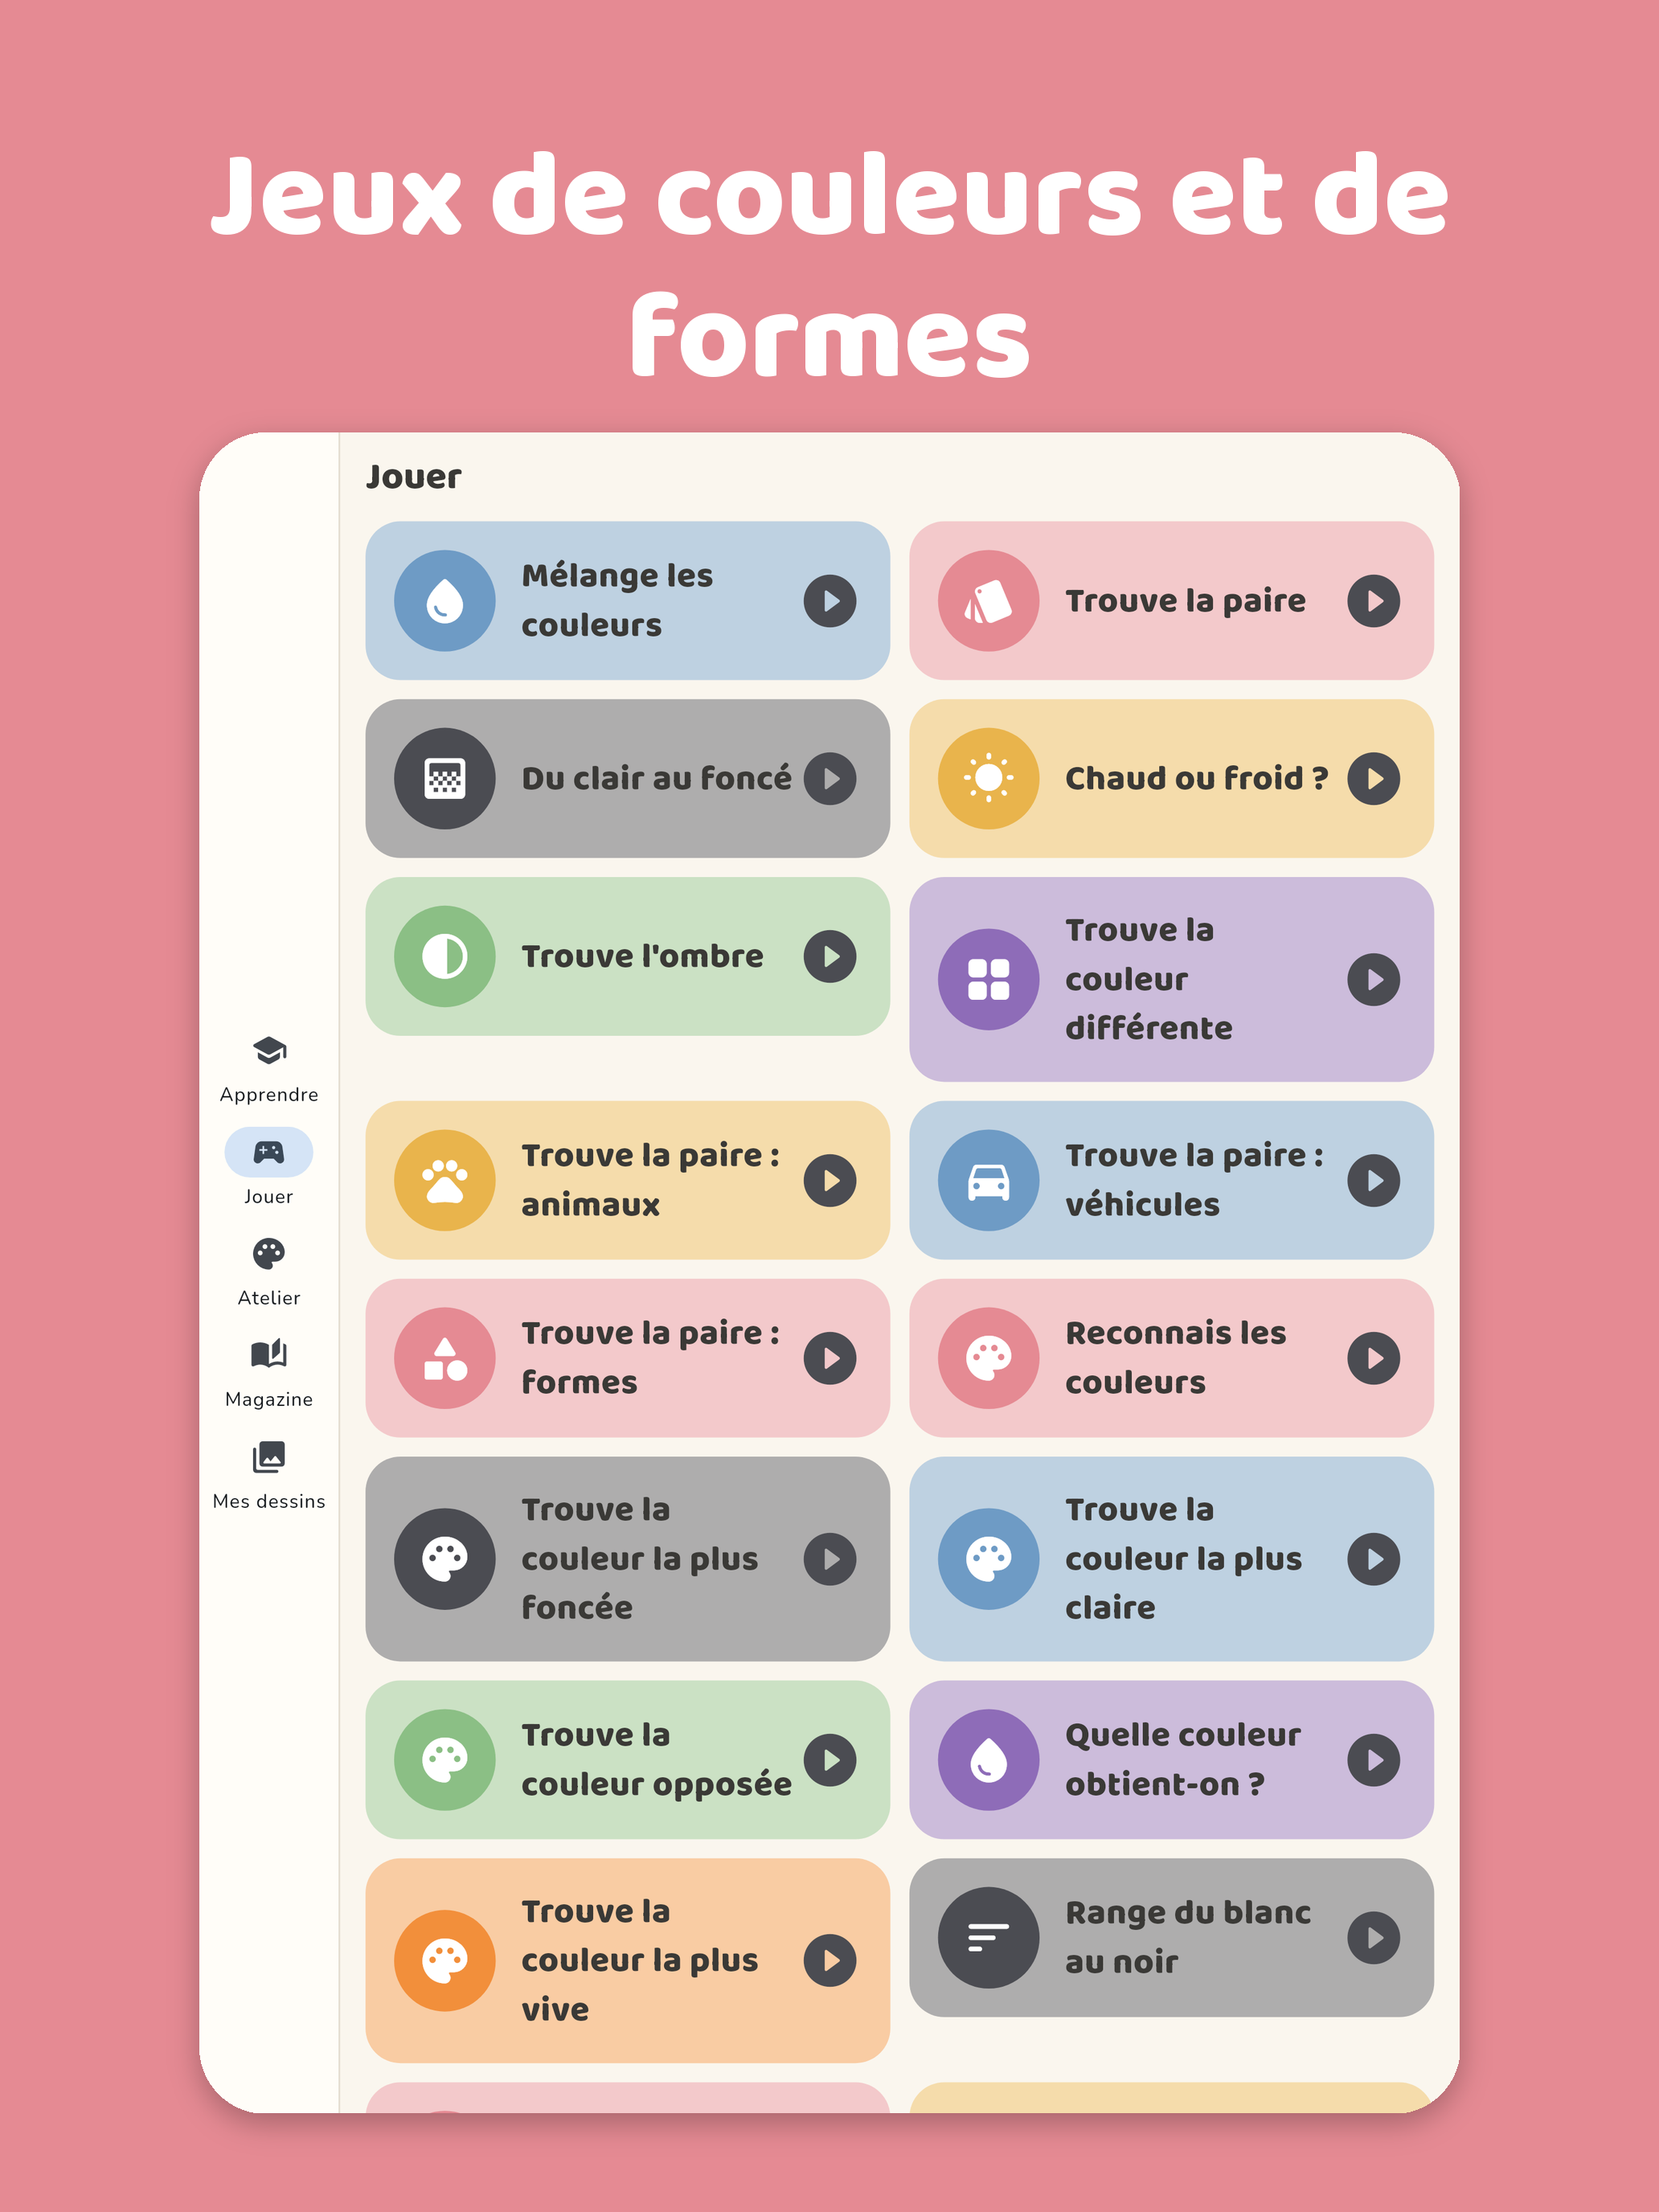 Jeux de couleurs et de
formes
Jouer
Mélange les
couleurs
Trouve la paire
Du clair au foncé
Chaud ou froid ?
Trouve l'ombre
Trouve la
couleur
différente
Trouve la paire :
animaux
Trouve la paire :
véhicules
Trouve la paire :
formes
Reconnais les
couleurs
Trouve la
couleur la plus
foncée
Trouve la
couleur la plus
claire
Trouve la
couleur opposée
Quelle couleur
obtient-on ?
Trouve la
couleur la plus
vive
Range du blanc
au noir
Apprendre
Jouer
Atelier
Magazine
Mes dessins